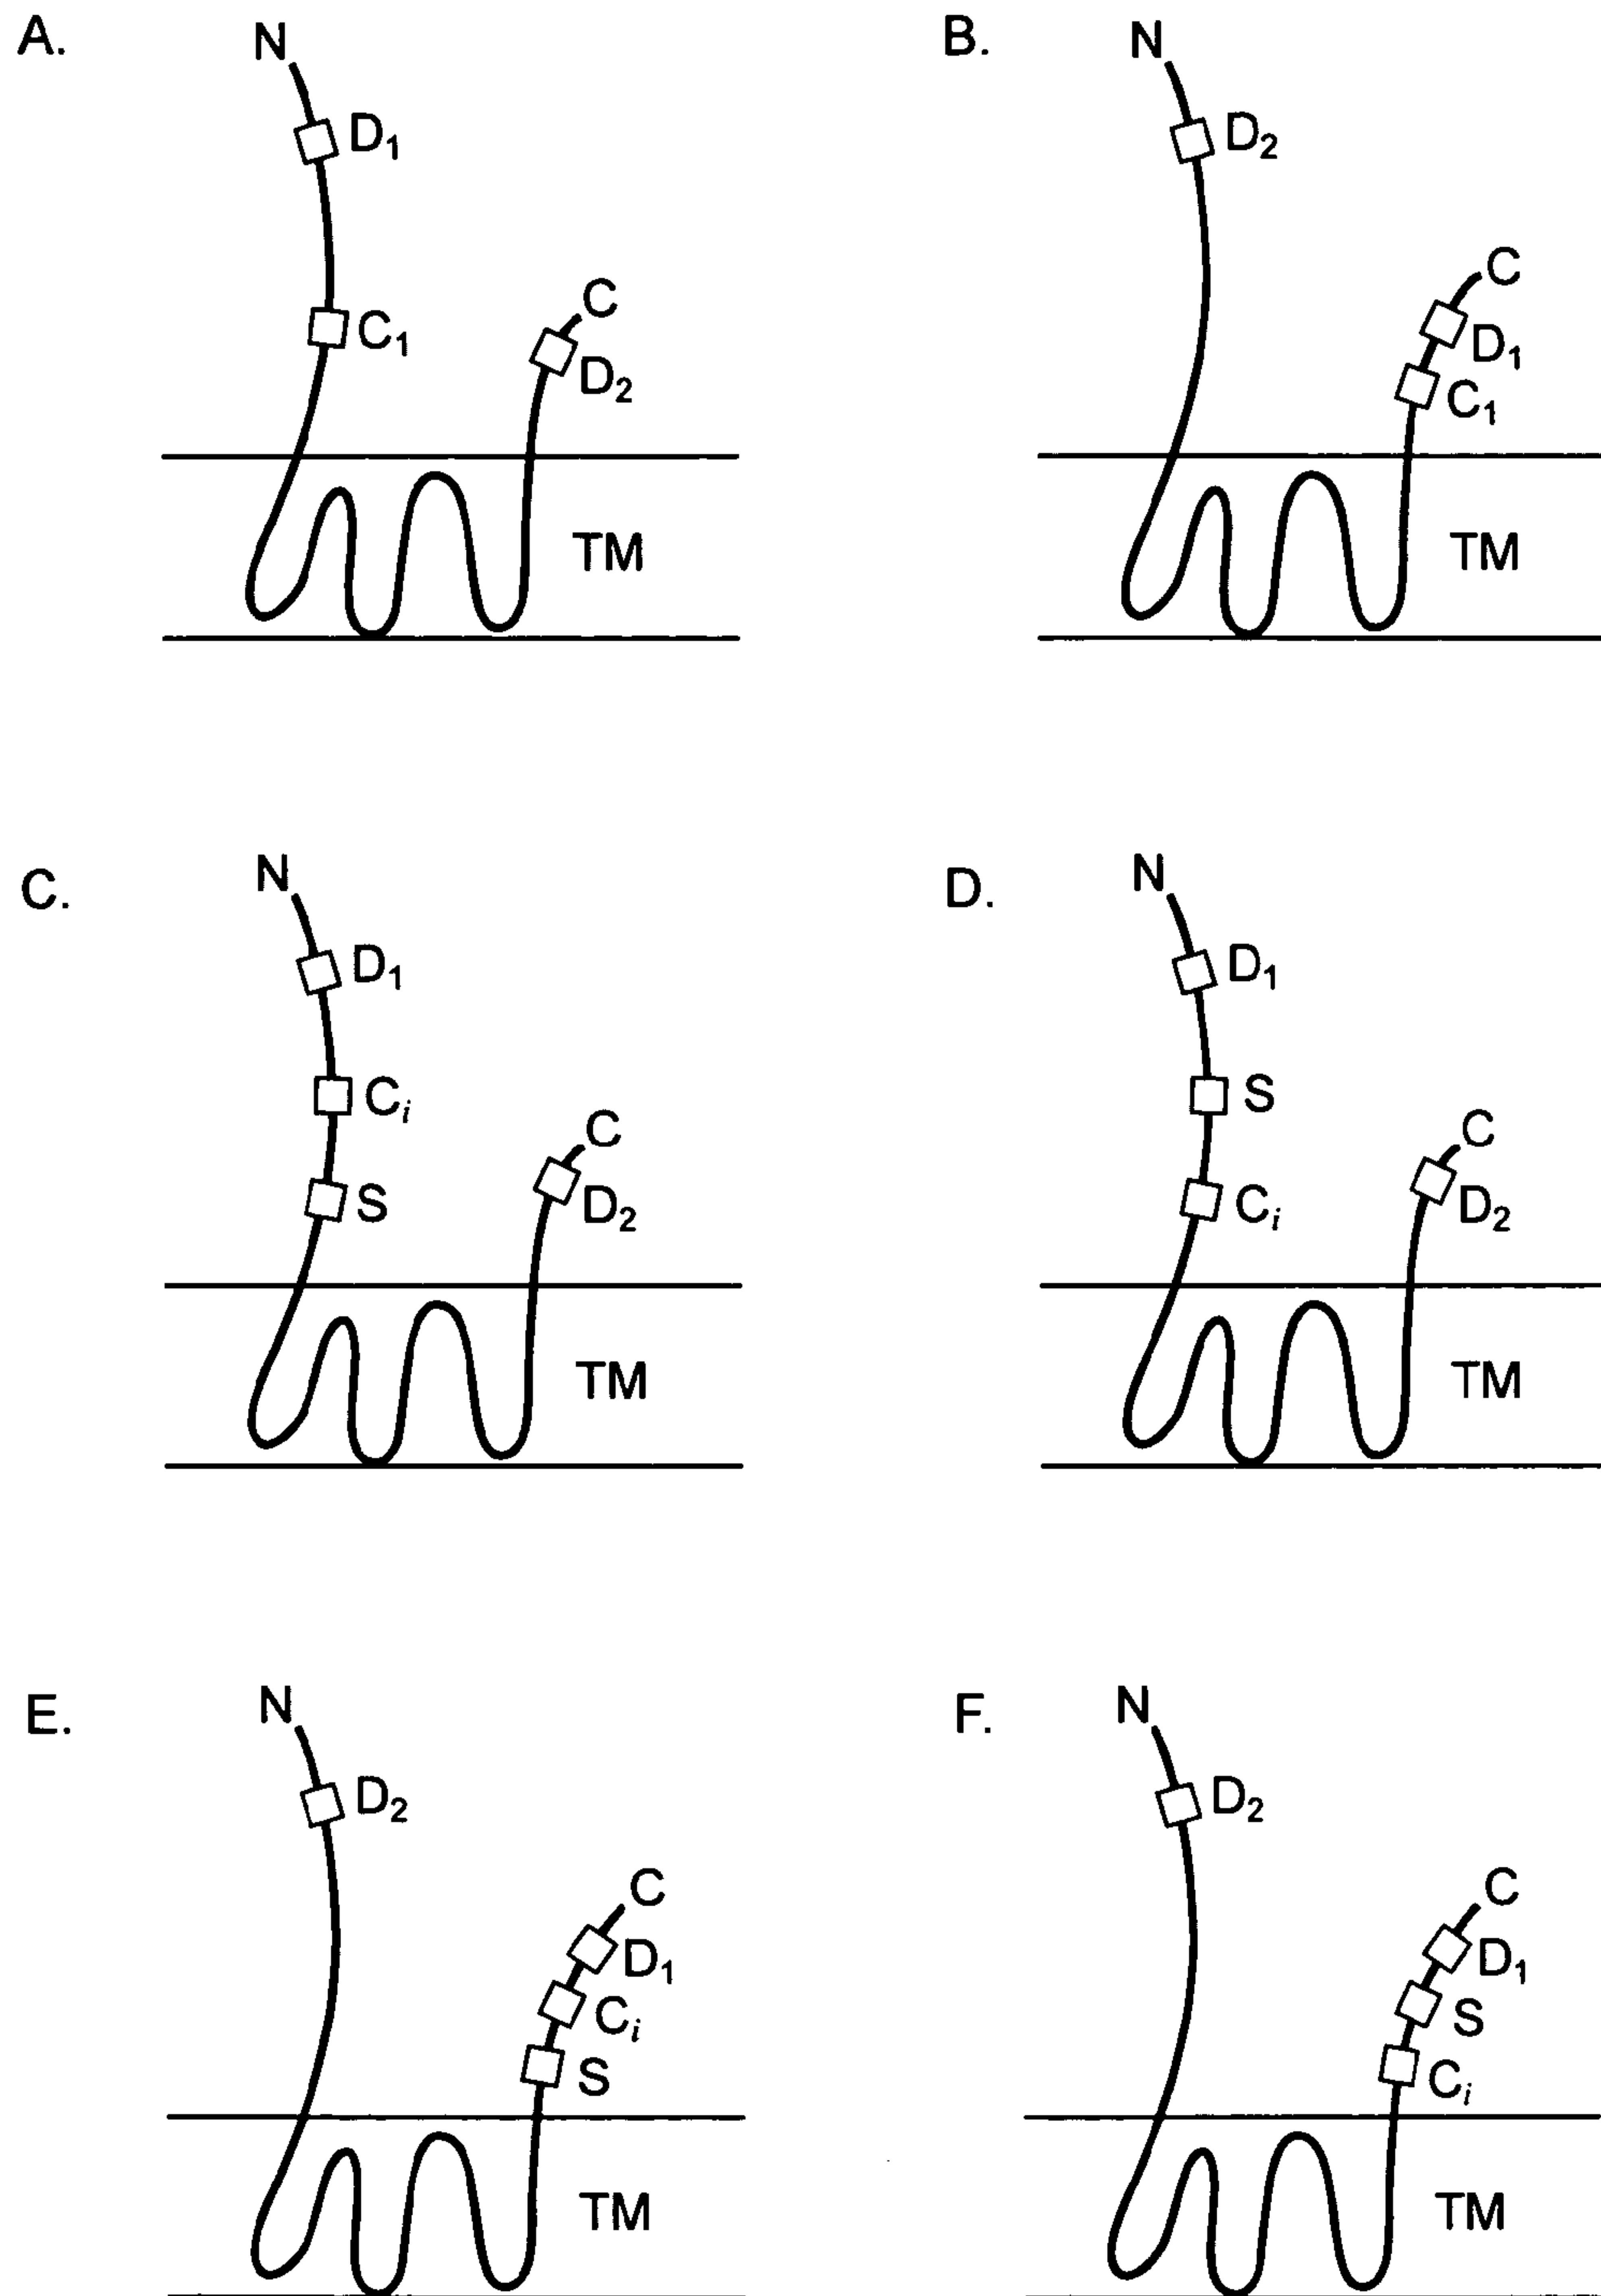 A.
N
D₁
C₁
C
D₂
TM
B.
N
D₂
C
D₁
C₁
TM
C.
N
D₁
Cᵢ
S
C
D₂
TM
D.
N
D₁
S
Cᵢ
C
D₂
TM
E.
N
D₂
C
D₁
Cᵢ
S
TM
F.
N
D₂
C
D₁
S
Cᵢ
TM